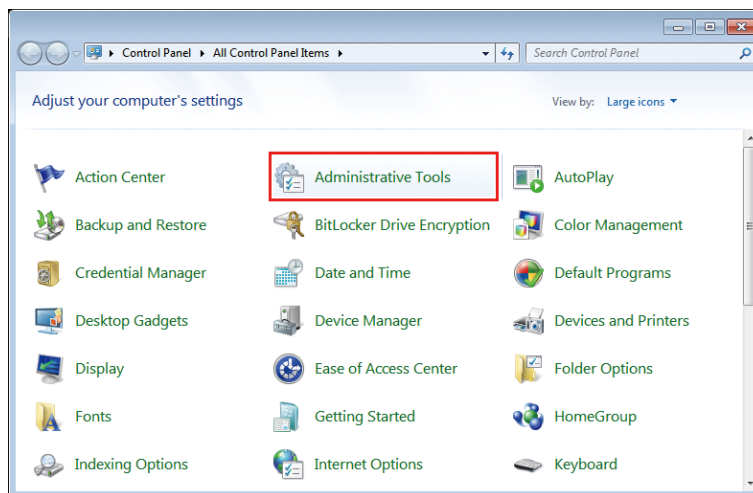 Control Panel All Control Panel Items Search Control Panel
Adjust your computer's settings View by: Large icons
Action Center Administrative Tools AutoPlay
Backup and Restore BitLocker Drive Encryption Color Management
Credential Manager Date and Time Default Programs
Desktop Gadgets Device Manager Devices and Printers
Display Ease of Access Center Folder Options
Fonts Getting Started HomeGroup
Indexing Options Internet Options Keyboard